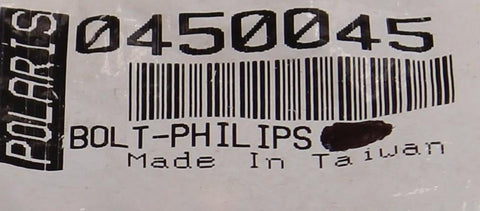 POLARIS
0450045
BOLT-PHILIPS
Made In Taiwan